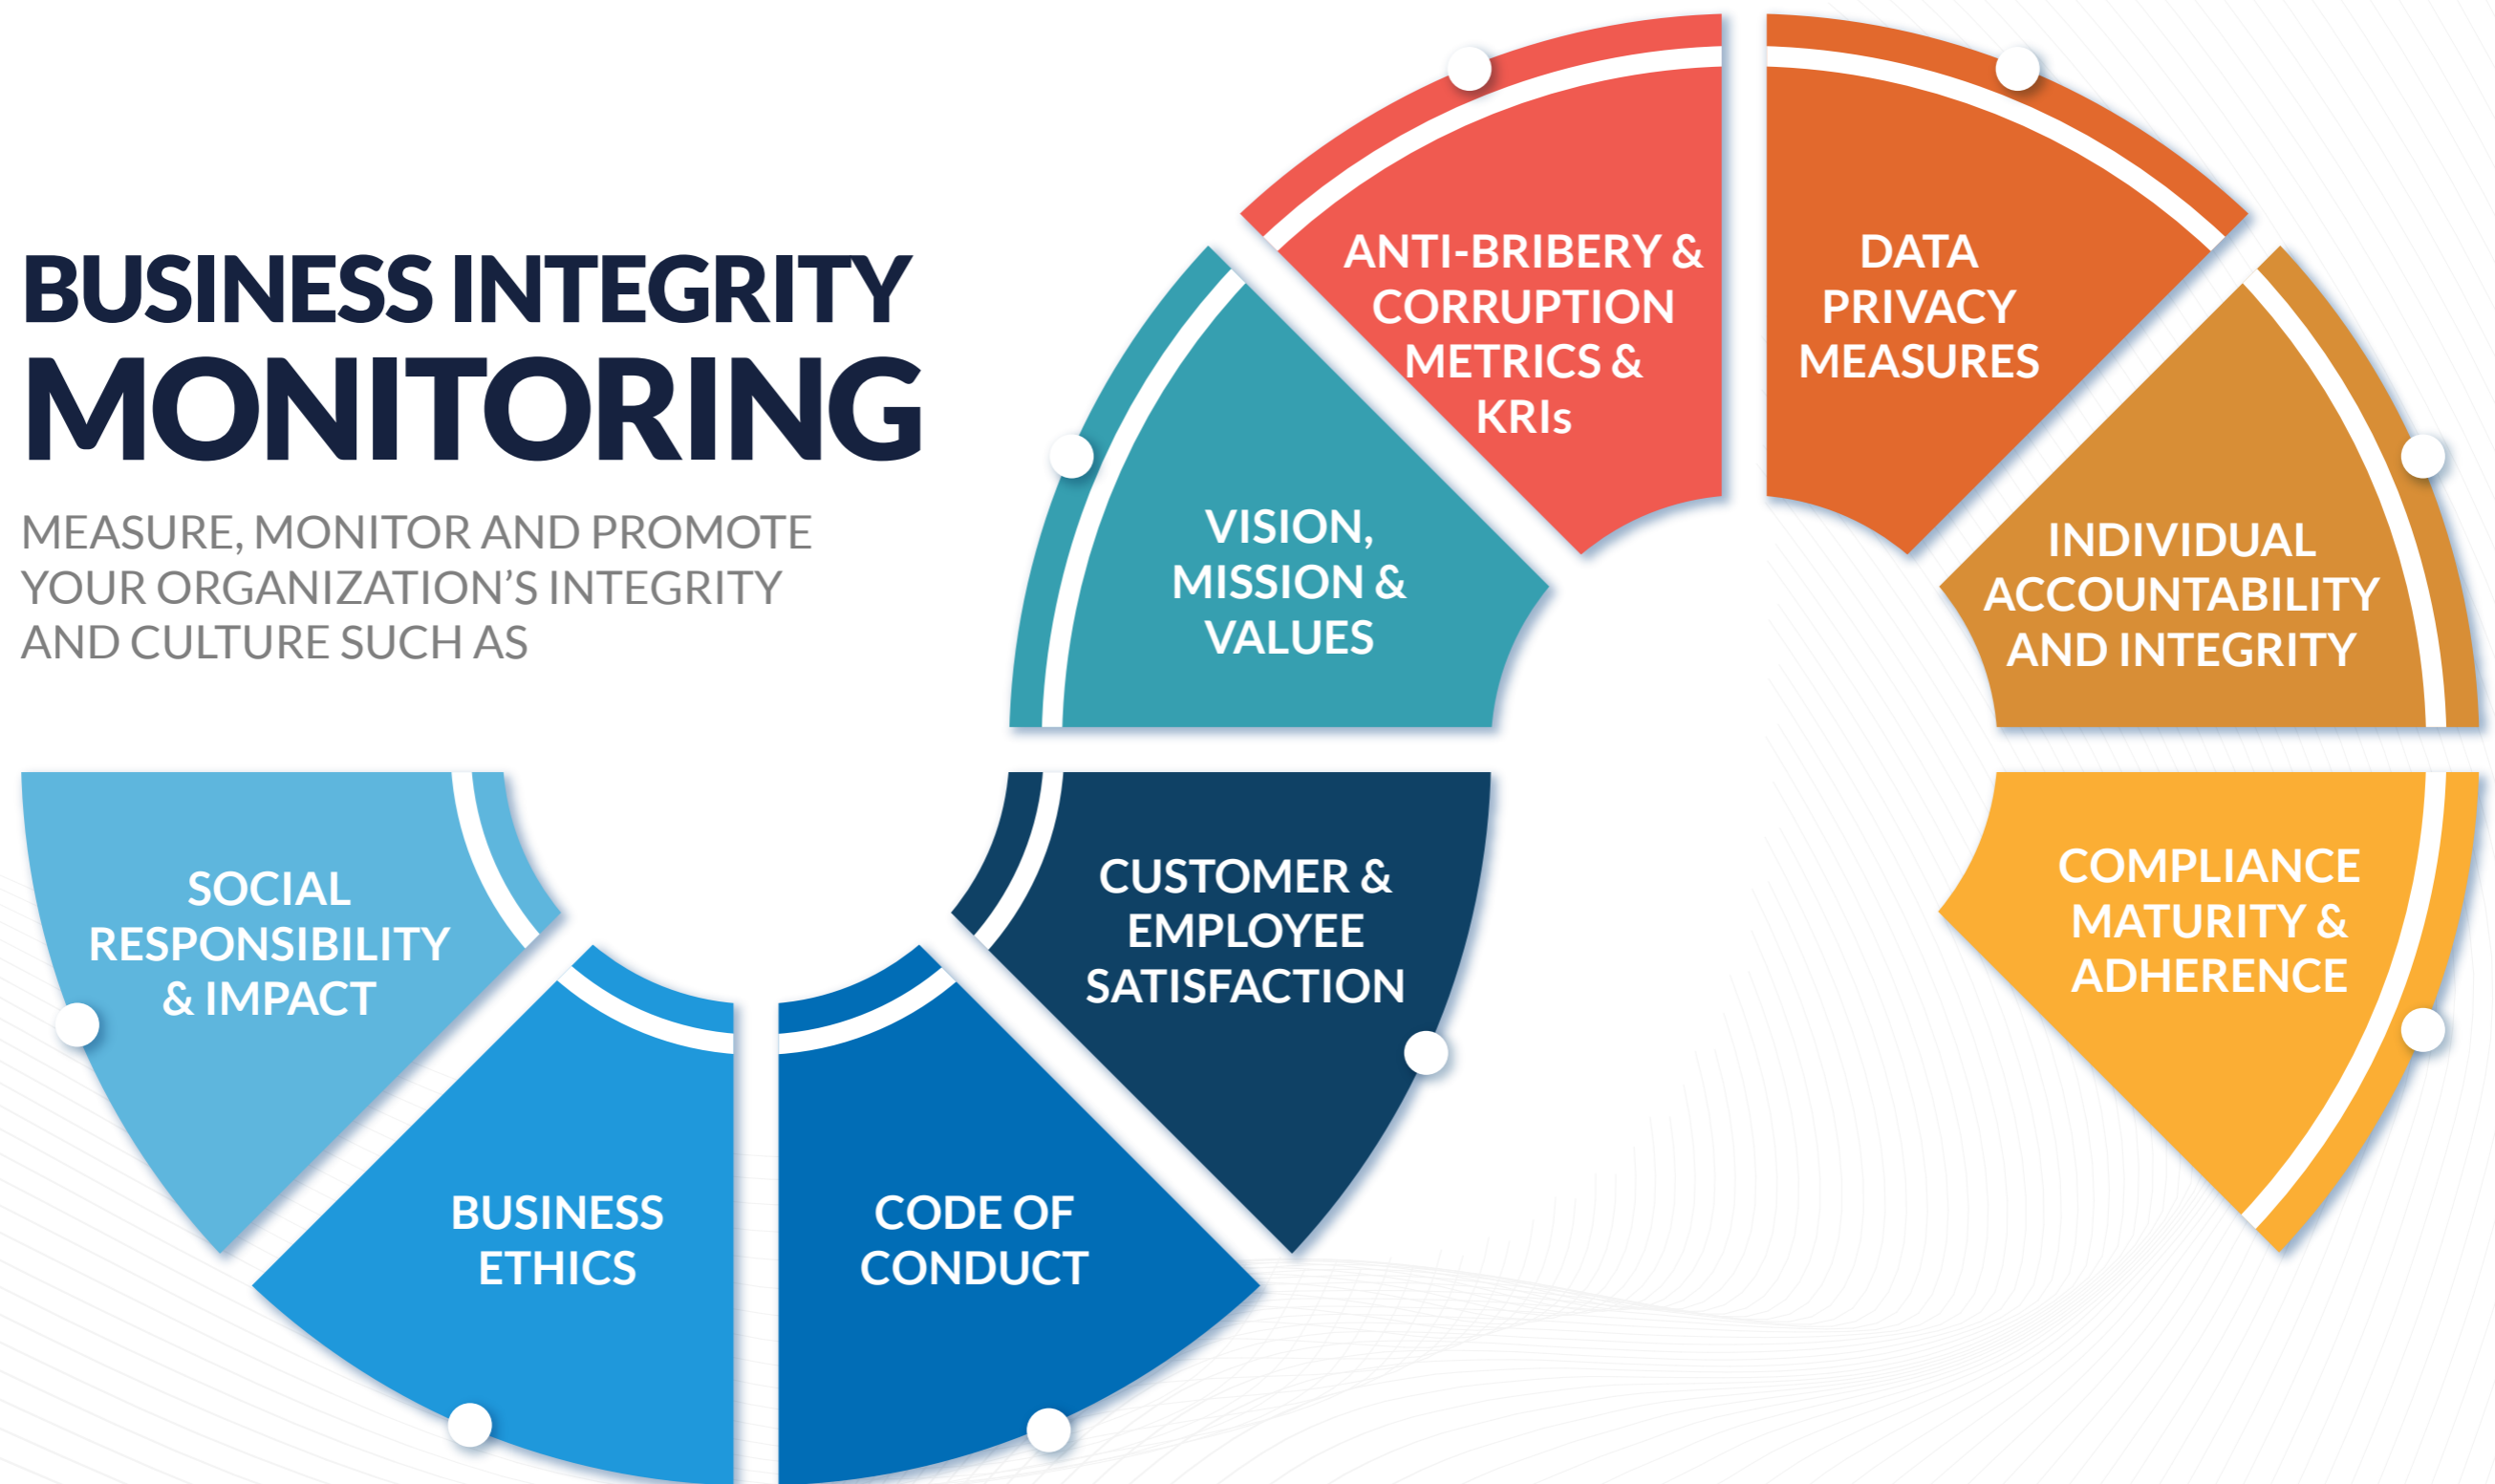 BUSINESS INTEGRITY
MONITORING
MEASURE, MONITOR AND PROMOTE
YOUR ORGANIZATION’S INTEGRITY
AND CULTURE SUCH AS
SOCIAL
RESPONSIBILITY
& IMPACT
BUSINESS
ETHICS
CODE OF
CONDUCT
CUSTOMER &
EMPLOYEE
SATISFACTION
VISION,
MISSION &
VALUES
ANTI-BRIBERY &
CORRUPTION
METRICS &
KRIs
DATA
PRIVACY
MEASURES
INDIVIDUAL
ACCOUNTABILITY
AND INTEGRITY
COMPLIANCE
MATURITY &
ADHERENCE